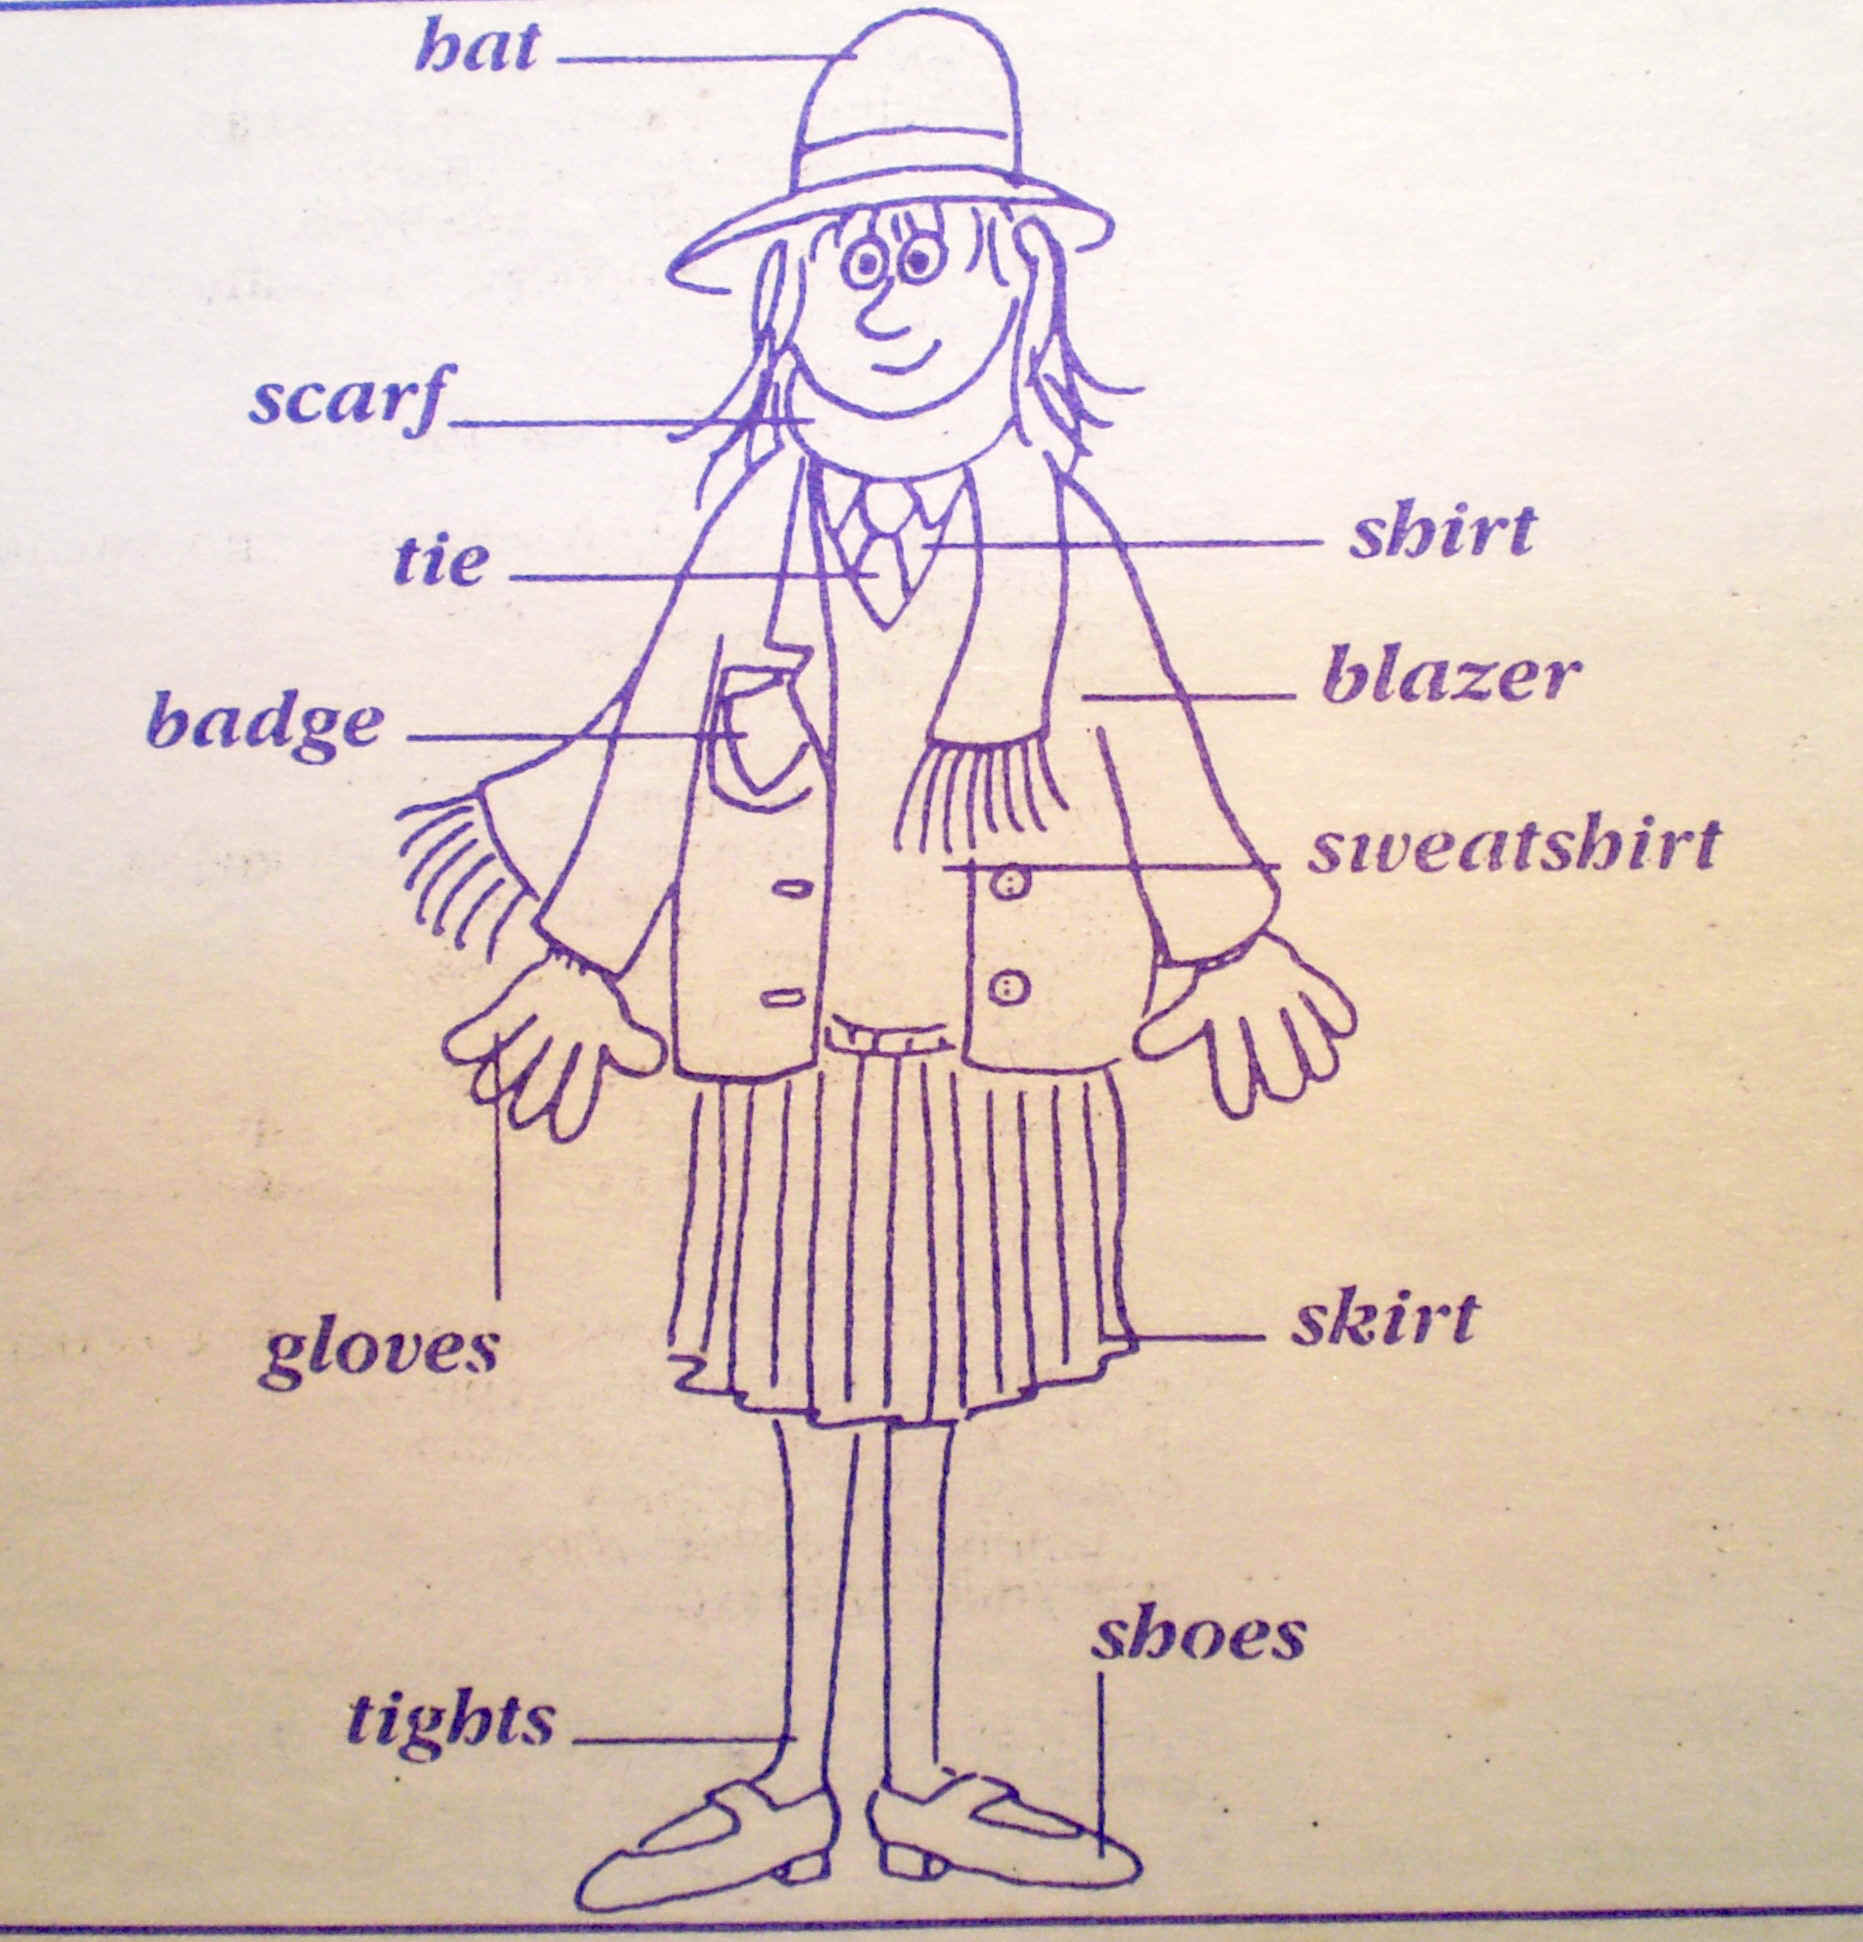 hat
scarf
tie
shirt
blazer
badge
sweatshirt
gloves
skirt
shoes
tights